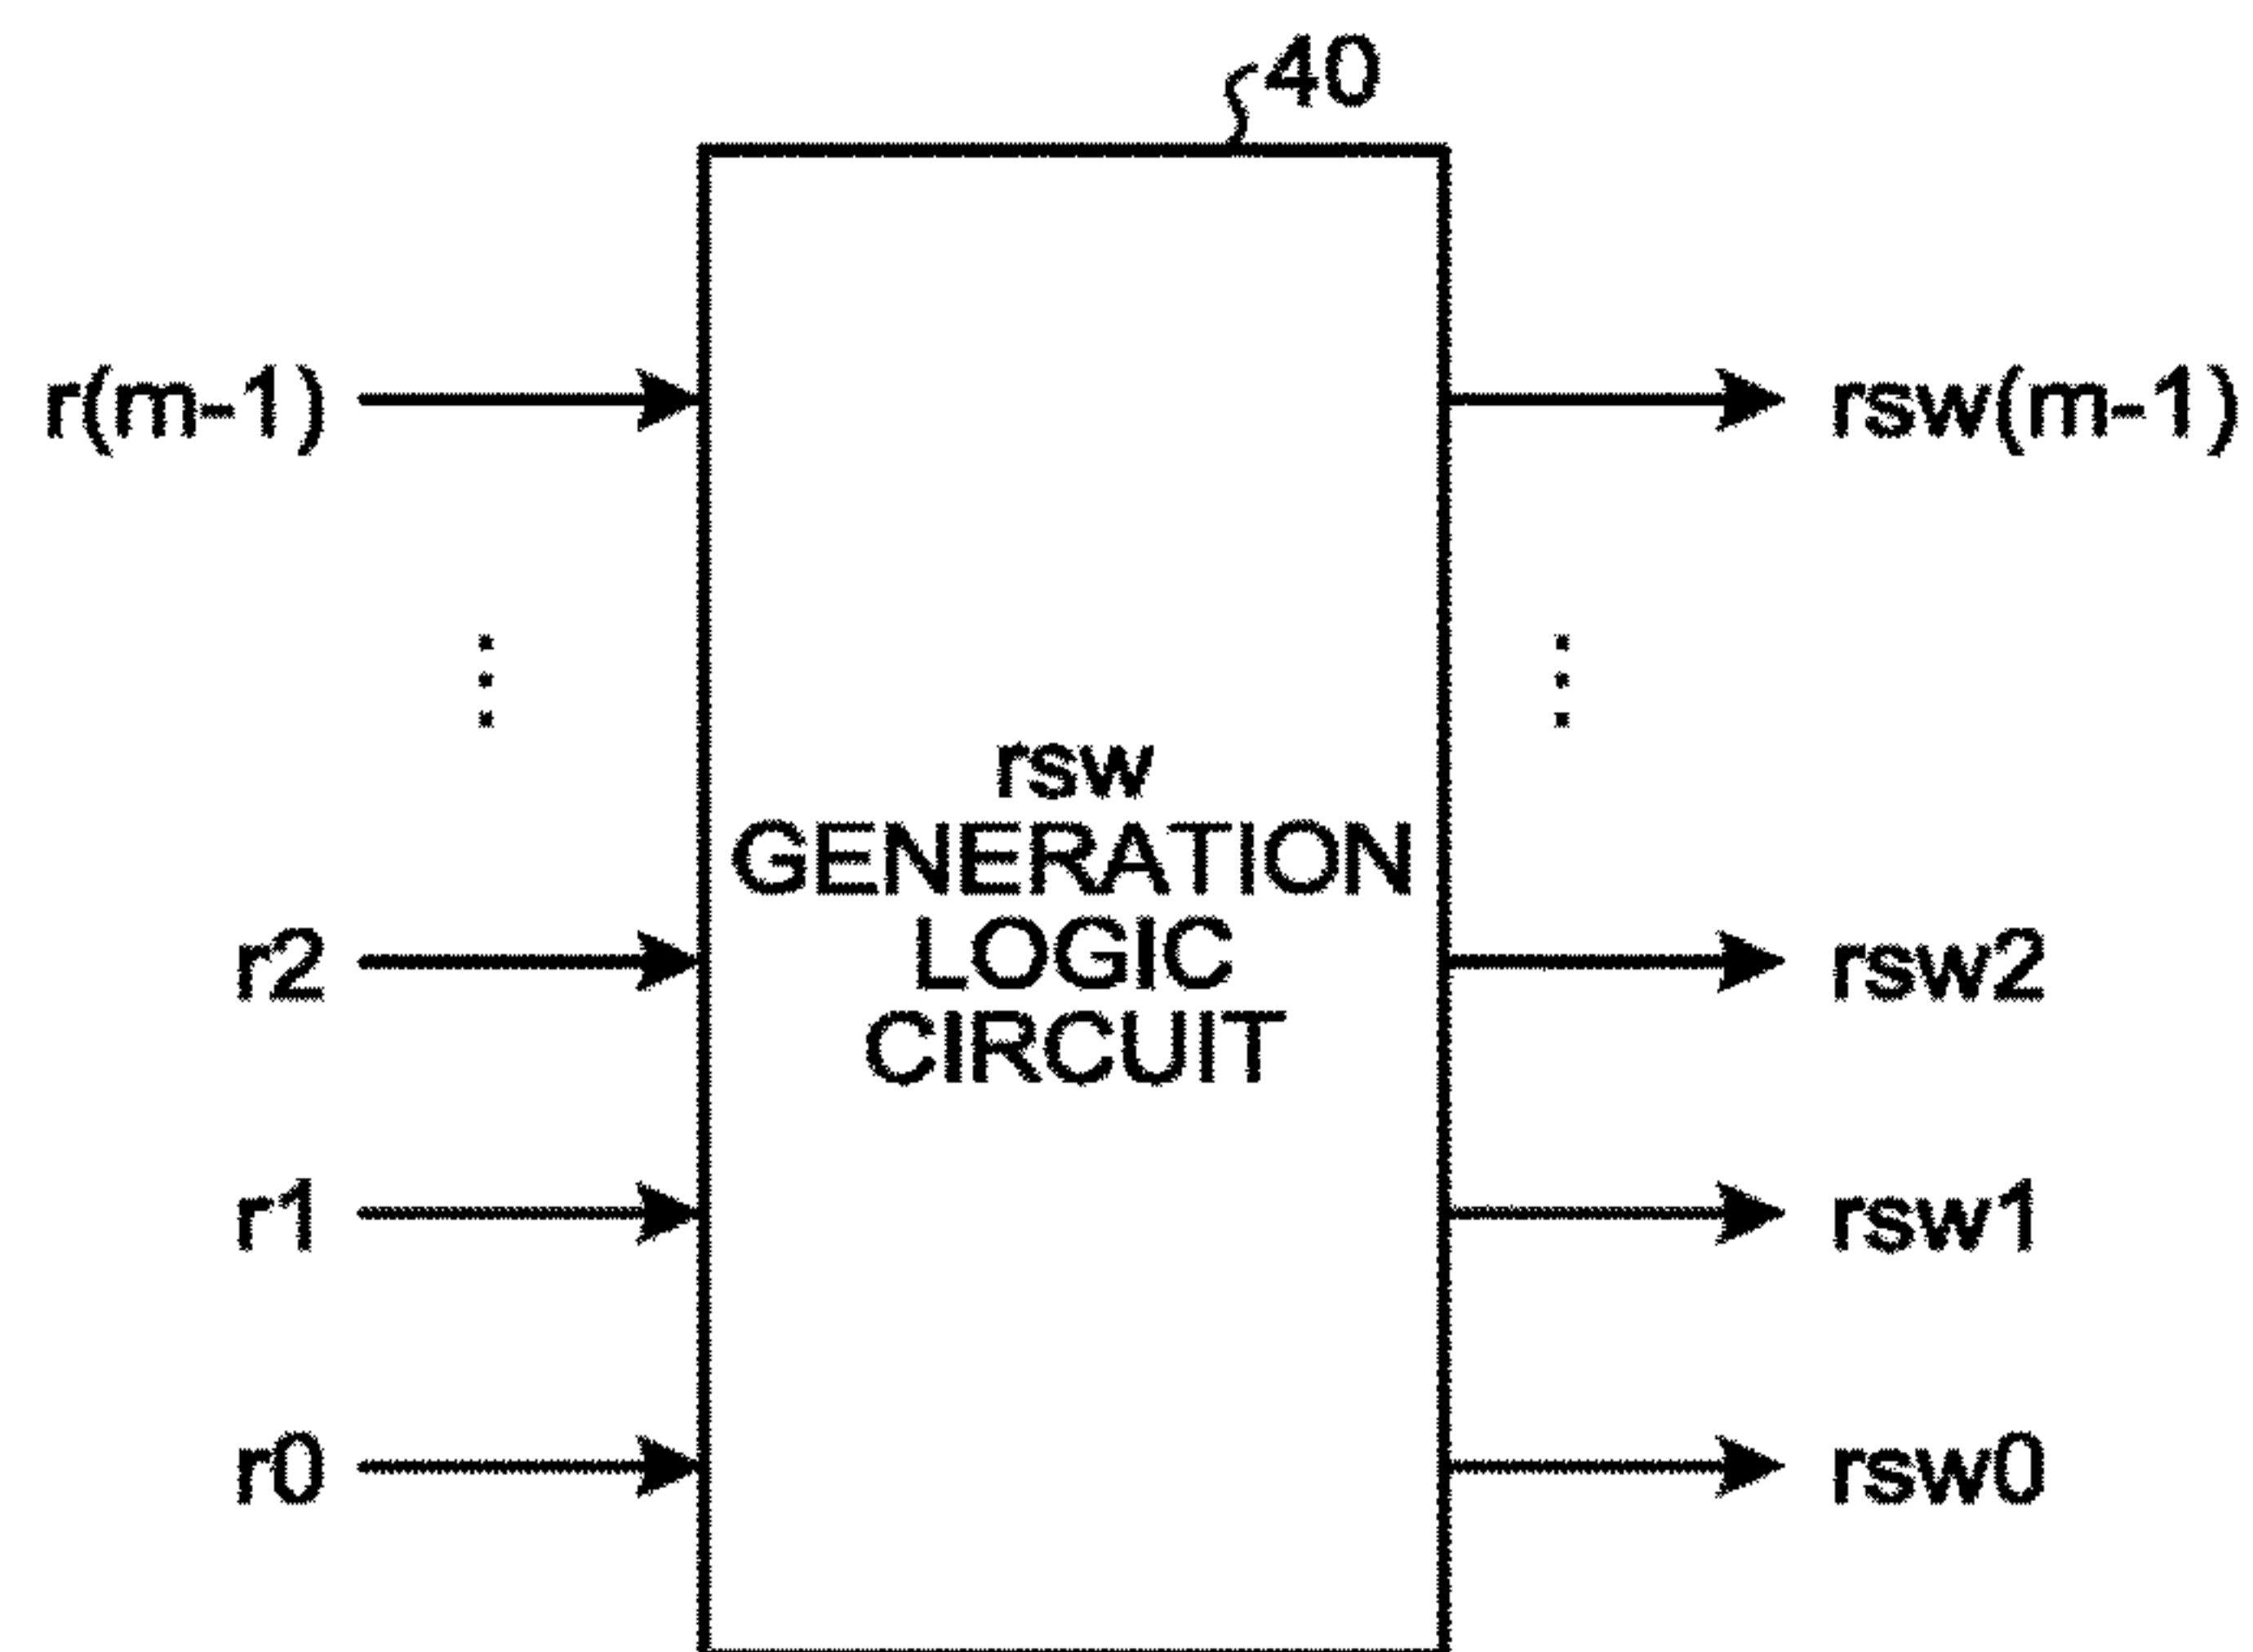 40
r(m-1)
rsw(m-1)
rsw
GENERATION
LOGIC
CIRCUIT
r2
rsw2
r1
rsw1
r0
rsw0